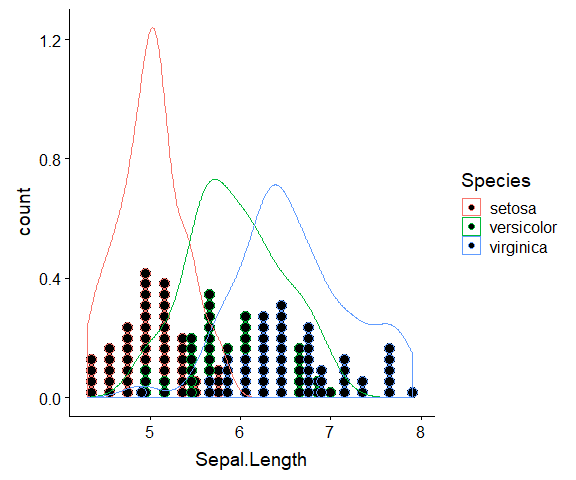 1.2
0.8
0.4
0.0
count
5 6 7 8
Sepal.Length
Species
setosa
versicolor
virginica